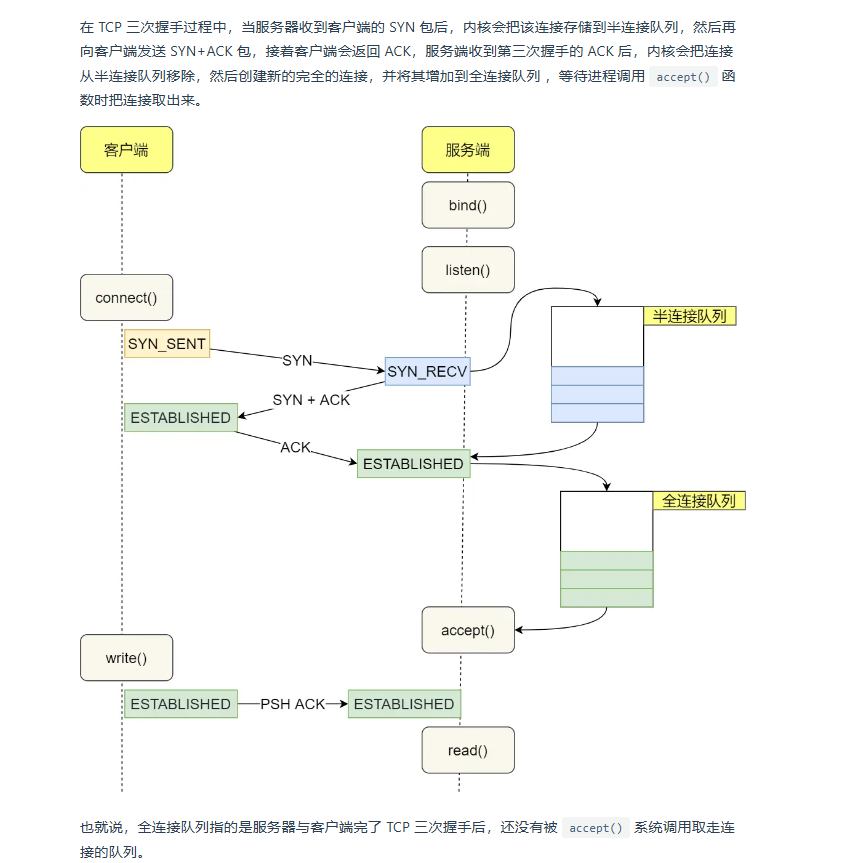 在 TCP 三次握手过程中，当服务器收到客户端的 SYN 包后，内核会把该连接存储到半连接队列，然后再
向客户端发送 SYN+ACK 包，接着客户端会返回 ACK，服务端收到第三次握手的 ACK 后，内核会把连接
从半连接队列移除，然后创建新的完全的连接，并将其增加到全连接队列 ，等待进程调用 accept() 函
数时把连接取出来。
客户端
服务端
bind()
listen()
connect()
半连接队列
SYN_SENT
SYN
SYN_RECV
SYN + ACK
ESTABLISHED
ACK
ESTABLISHED
全连接队列
accept()
write()
ESTABLISHED
PSH ACK
ESTABLISHED
read()
也就说，全连接队列指的是服务器与客户端完了 TCP 三次握手后，还没有被 accept() 系统调用取走连
接的队列。